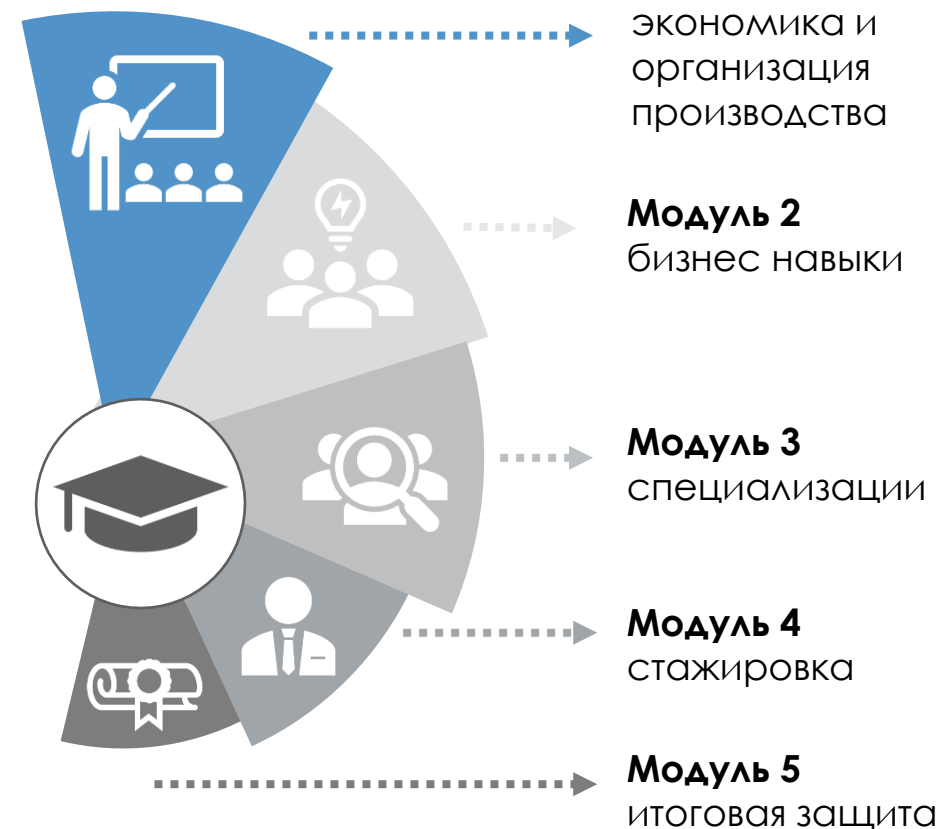 экономика и
организация
производства
Модуль 2
бизнес навыки
Модуль 3
специализации
Модуль 4
стажировка
Модуль 5
итоговая защита